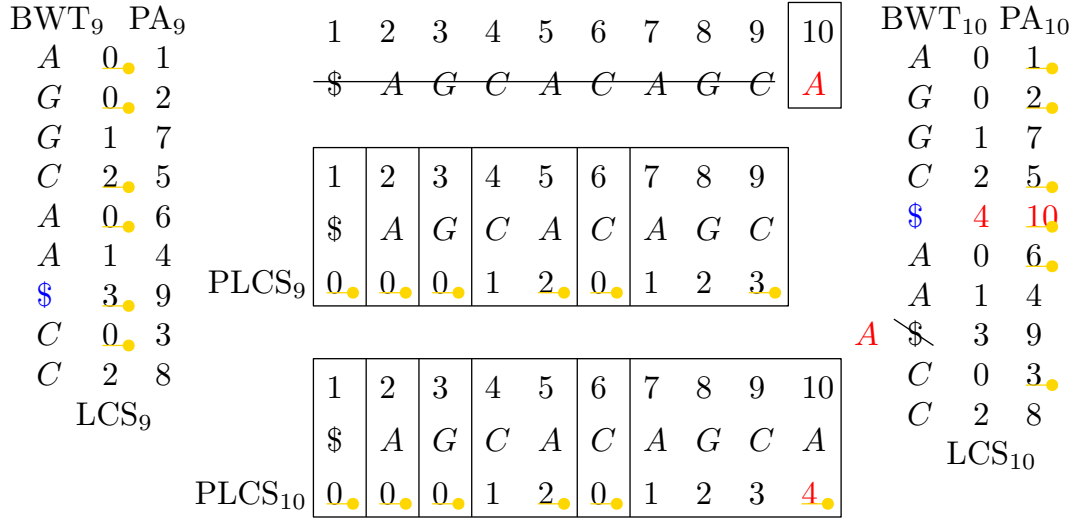 BWT₉ PA₉
A 0 1
G 0 2
G 1 7
C 2 5
A 0 6
A 1 4
$ 3 9
C 0 3
C 2 8
LCS₉
1 2 3 4 5 6 7 8 9 10
$ A G C A C A G C A
1 2 3 4 5 6 7 8 9
$ A G C A C A G C
PLCS₉ 0 0 0 1 2 0 1 2 3
1 2 3 4 5 6 7 8 9 10
$ A G C A C A G C A
PLCS₁₀ 0 0 0 1 2 0 1 2 3 4
BWT₁₀ PA₁₀
A 0 1
G 0 2
G 1 7
C 2 5
$ 4 10
A 0 6
A 1 4
A $ 3 9
C 0 3
C 2 8
LCS₁₀